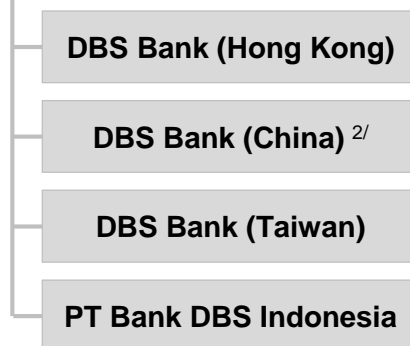 DBS Bank (Hong Kong)
DBS Bank (China) 2/
DBS Bank (Taiwan)
PT Bank DBS Indonesia